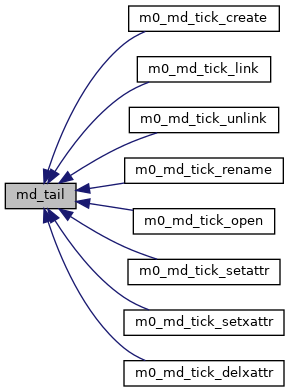 m0_md_tick_create
m0_md_tick_link
m0_md_tick_unlink
m0_md_tick_rename
md_tail
m0_md_tick_open
m0_md_tick_setattr
m0_md_tick_setxattr
m0_md_tick_delxattr